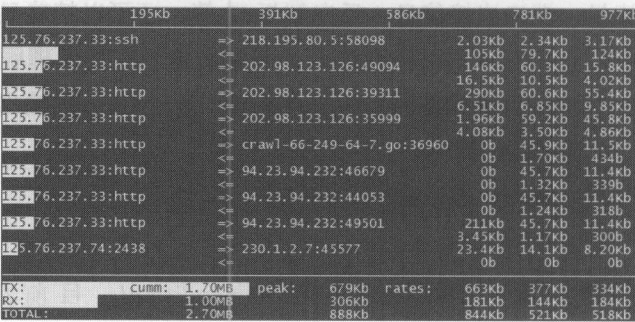 195Kb 391Kb 586Kb 781Kb 977Kb
125.76.237.33:ssh => 218.195.80.5:58098 2.03Kb 2.34Kb 3.17Kb
<= 105Kb 79.7Kb 124Kb
125.76.237.33:http => 202.98.123.126:49094 146Kb 60.3Kb 15.8Kb
<= 16.5Kb 10.5Kb 4.02Kb
125.76.237.33:http => 202.98.123.126:39311 290Kb 60.6Kb 55.4Kb
<= 6.51Kb 6.85Kb 9.85Kb
125.76.237.33:http => 202.98.123.126:35999 1.96Kb 59.2Kb 45.8Kb
<= 4.08Kb 3.50Kb 4.86Kb
125.76.237.33:http => crawl-66-249-64-7.go:36960 0b 45.9Kb 11.5Kb
<= 0b 1.70Kb 434b
125.76.237.33:http => 94.23.94.232:46679 0b 45.7Kb 11.4Kb
<= 0b 1.32Kb 339b
125.76.237.33:http => 94.23.94.232:44053 0b 45.7Kb 11.4Kb
<= 0b 1.24Kb 318b
125.76.237.33:http => 94.23.94.232:49501 211Kb 45.7Kb 11.4Kb
<= 3.45Kb 1.17Kb 300b
125.76.237.74:2438 => 230.1.2.7:45577 23.4Kb 14.1Kb 8.20Kb
<= 0b 0b 0b
TX: cumm: 1.70MB peak: 679Kb rates: 663Kb 377Kb 334Kb
RX: 1.00MB 306Kb 181Kb 144Kb 184Kb
TOTAL: 2.70MB 888Kb 844Kb 521Kb 518Kb